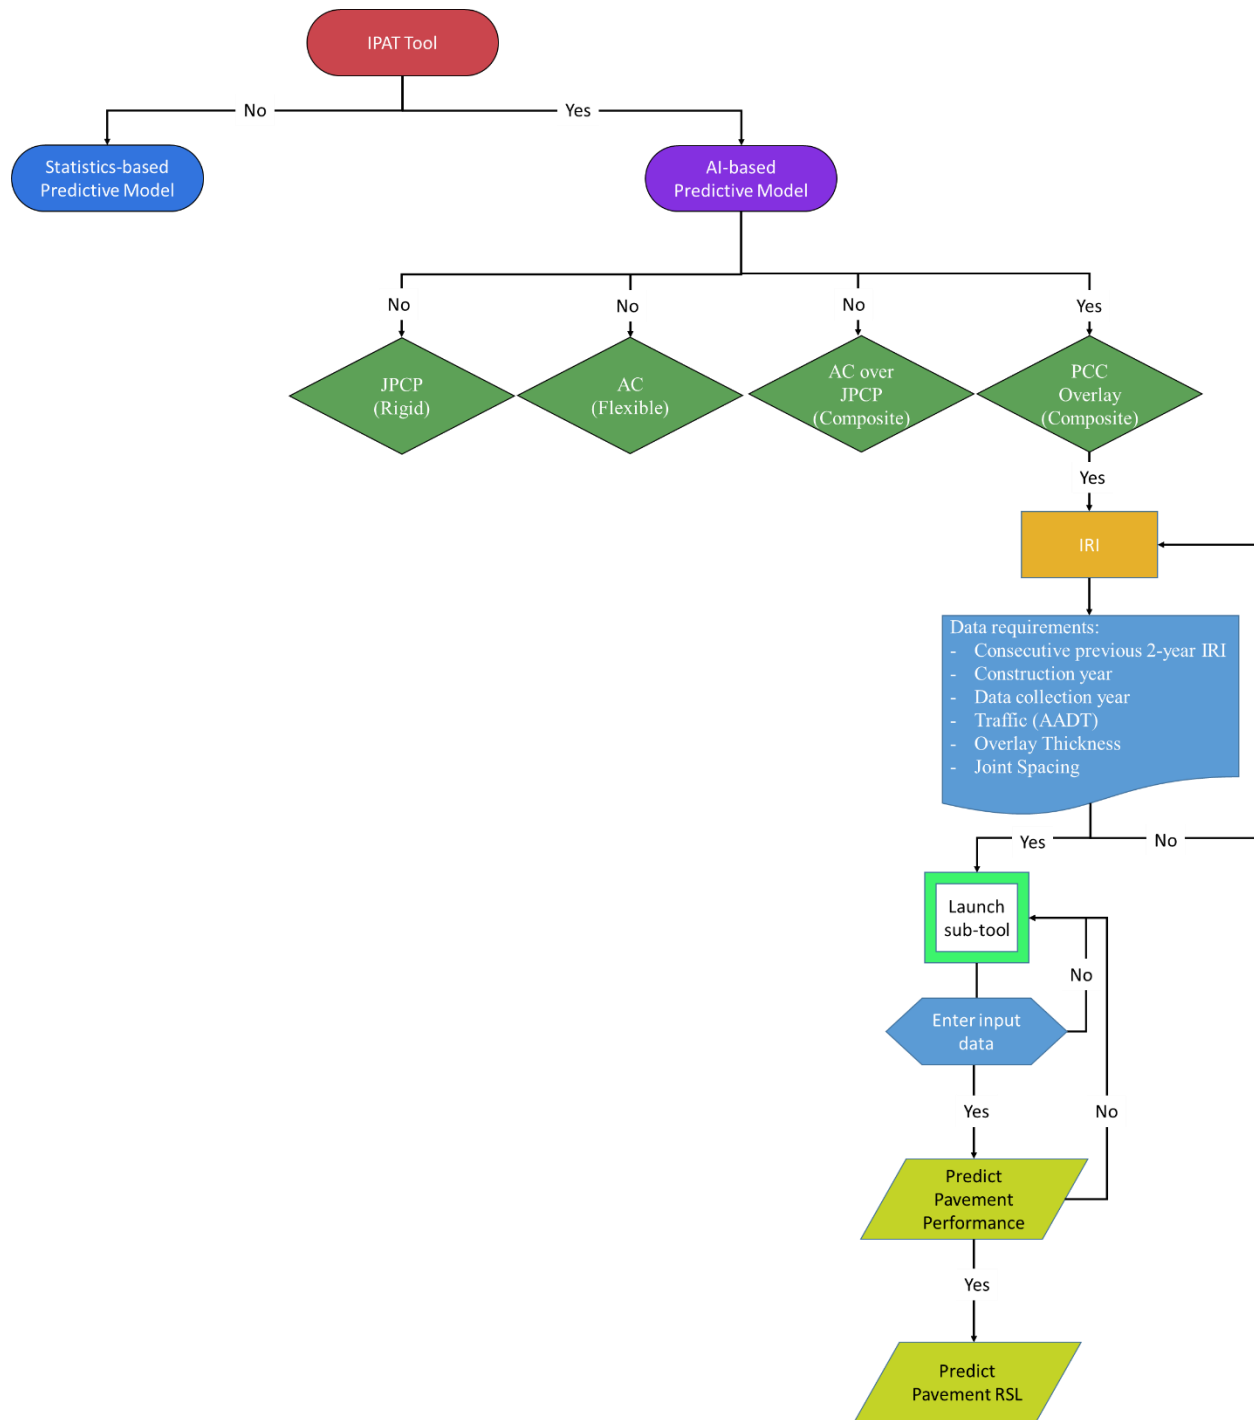 IPAT Tool
No
Yes
Statistics-based
Predictive Model
AI-based
Predictive Model
No
No
No
Yes
JPCP
(Rigid)
AC
(Flexible)
AC over
JPCP
(Composite)
PCC
Overlay
(Composite)
Yes
IRI
Data requirements:
- Consecutive previous 2-year IRI
- Construction year
- Data collection year
- Traffic (AADT)
- Overlay Thickness
- Joint Spacing
Yes
No
Launch
sub-tool
No
Enter input
data
Yes
No
Predict
Pavement
Performance
Yes
Predict
Pavement RSL